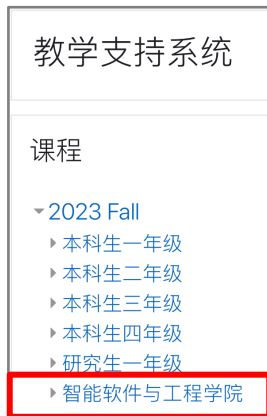 教学支持系统
课程
2023 Fall
本科生一年级
本科生二年级
本科生三年级
本科生四年级
研究生一年级
智能软件与工程学院